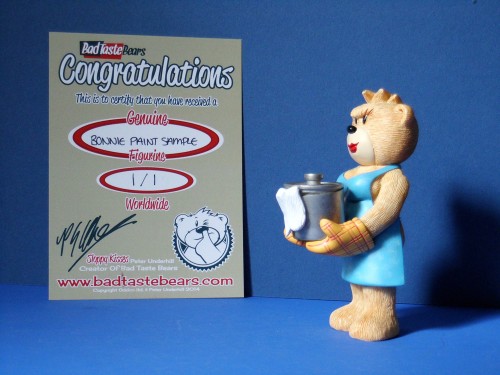 Bad Taste Bears
Congratulations
This is to certify that you have received a
Genuine
BONNIE PAINT SAMPLE
Figurine
1/1
Worldwide
Sloppy Kisses Peter Underhill
Creator Of Bad Taste Bears
www.badtastebears.com